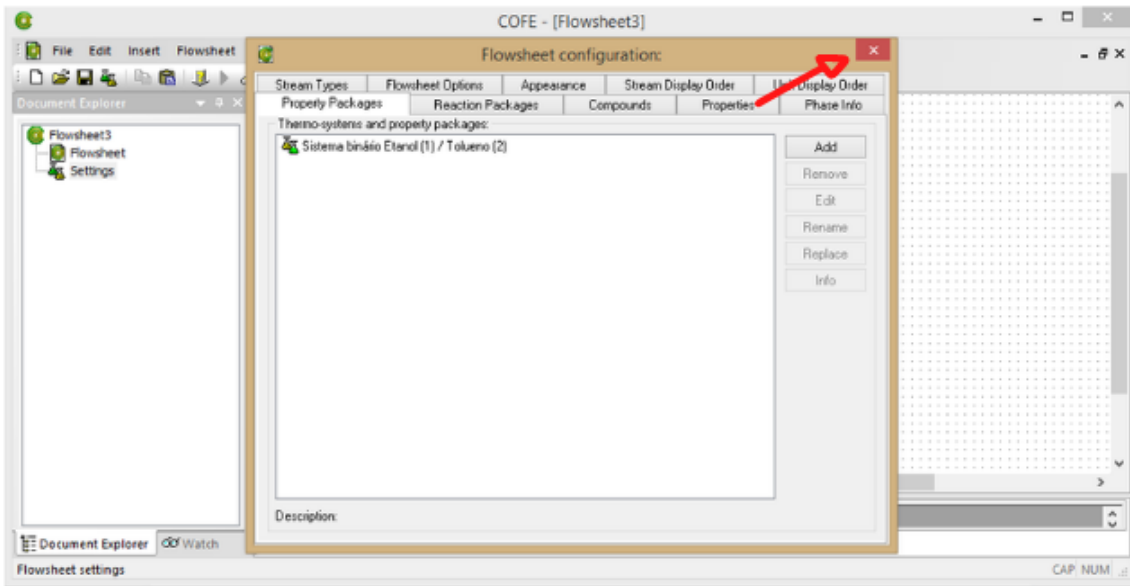 COFE - [Flowsheet3]
File Edit Insert Flowsheet
Flowsheet configuration:
Document Explorer
Flowsheet3
Flowsheet
Settings
Stream Types Flowsheet Options Appearance Stream Display Order Unit Display Order
Property Packages Reaction Packages Compounds Properties Phase Info
Thermo-systems and property packages:
Sistema binário Etanol (1) / Tolueno (2)
Add
Remove
Edit
Rename
Replace
Info
Description:
Document Explorer Watch
Flowsheet settings
CAP NUM